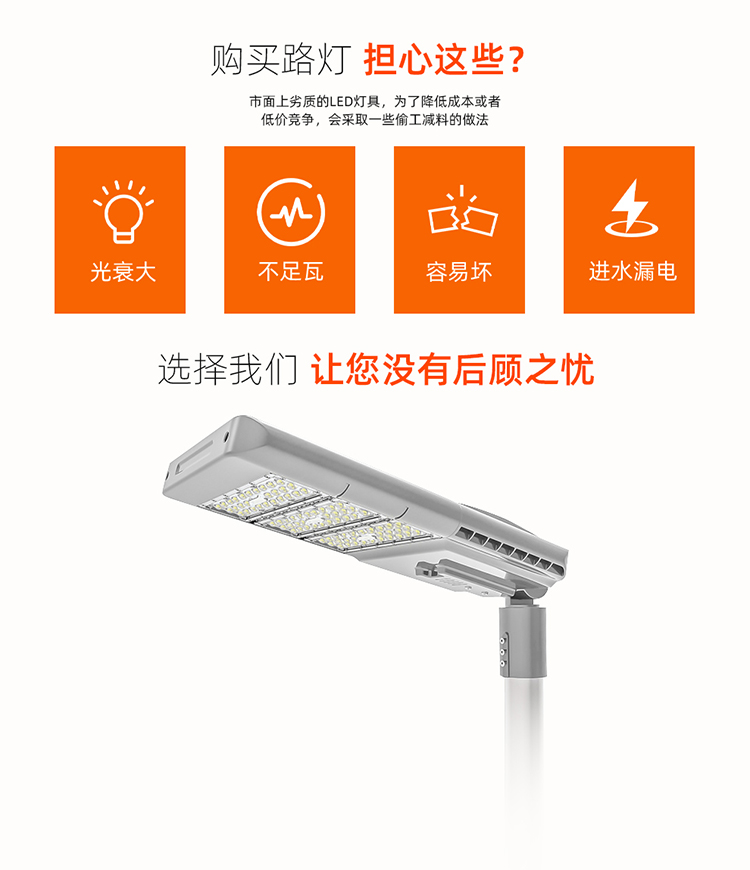 购买路灯 担心这些?
市面上劣质的LED灯具，为了降低成本或者
低价竞争，会采取一些偷工减料的做法
光衰大
不足瓦
容易坏
进水漏电
选择我们 让您没有后顾之忧